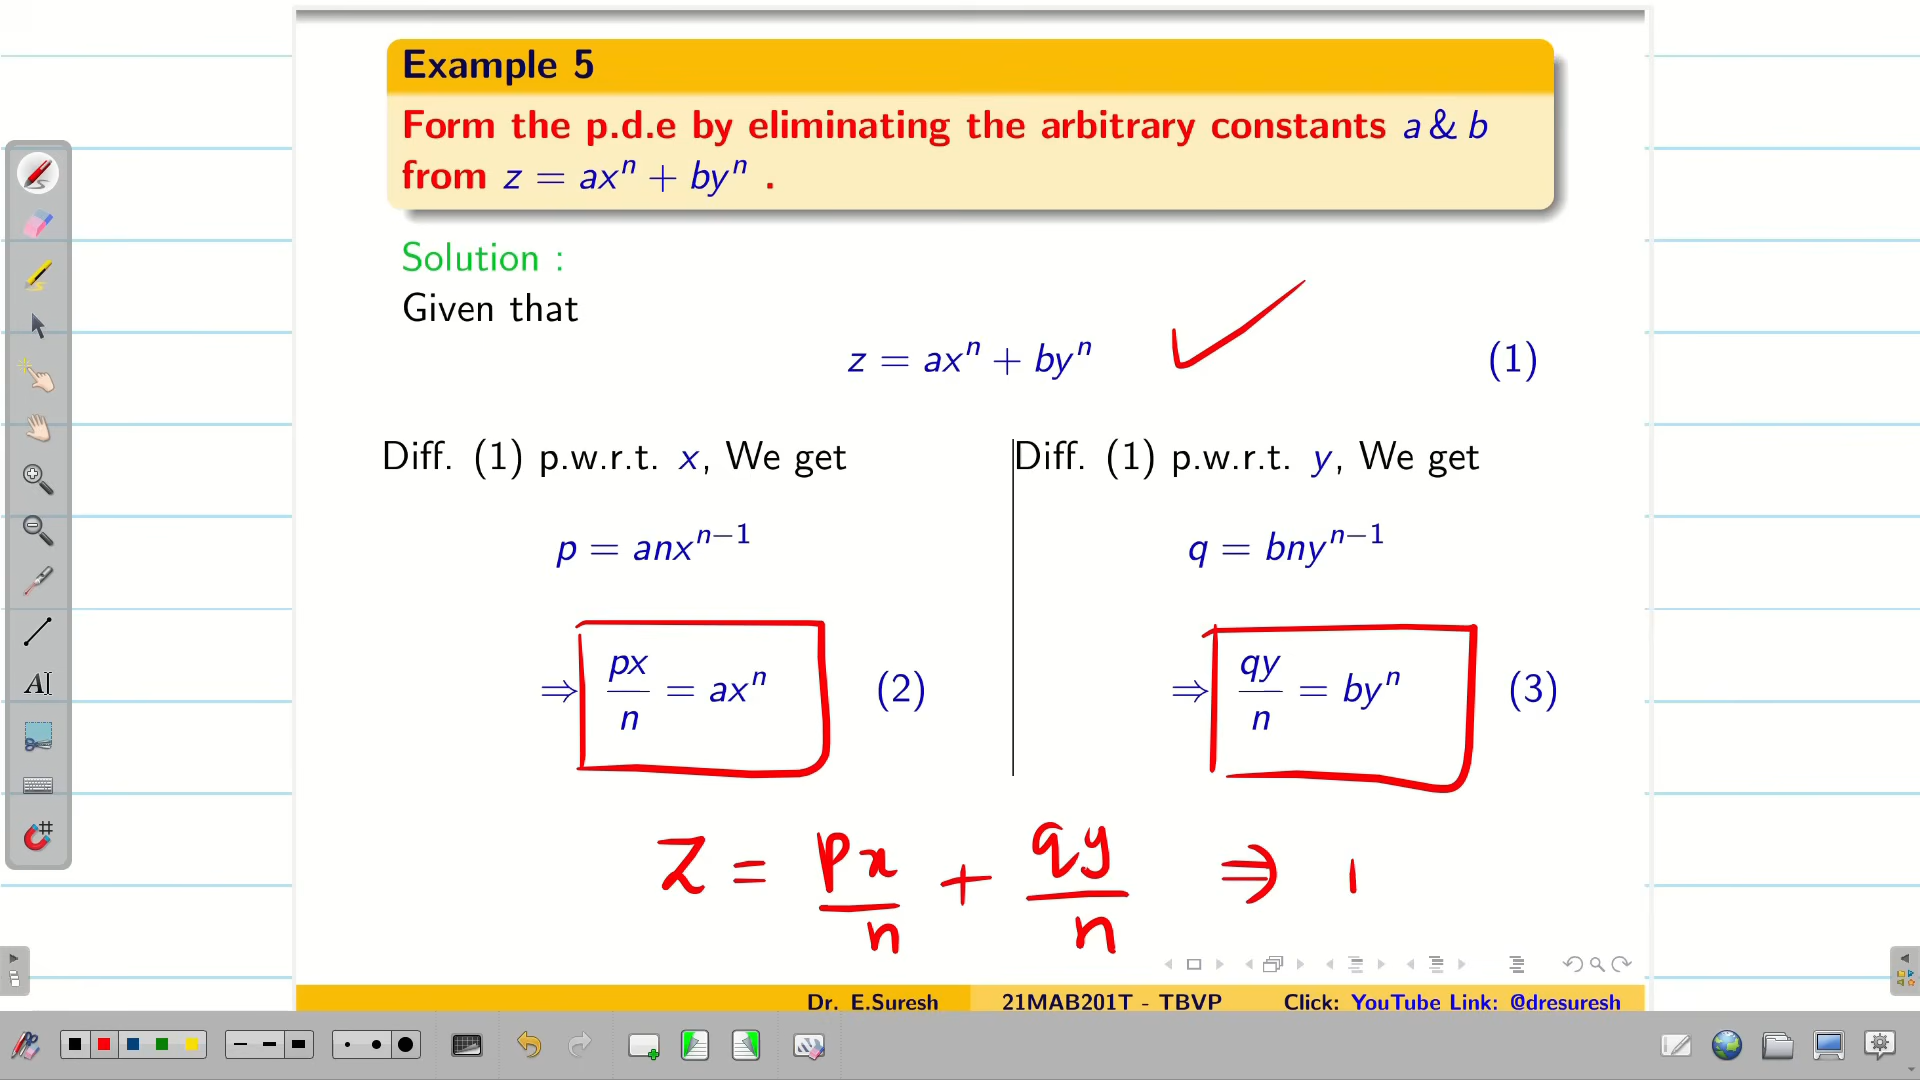 Example 5
Form the p.d.e by eliminating the arbitrary constants a & b
from z = axⁿ + byⁿ .
Solution :
Given that
z = axⁿ + byⁿ (1)
Diff. (1) p.w.r.t. x, We get
p = anxⁿ⁻¹
⇒ px/n = axⁿ (2)
Diff. (1) p.w.r.t. y, We get
q = bnyⁿ⁻¹
⇒ qy/n = byⁿ (3)
Z = px/n + qy/n ⇒
Dr. E.Suresh 21MAB201T - TBVP Click: YouTube Link: @dresuresh